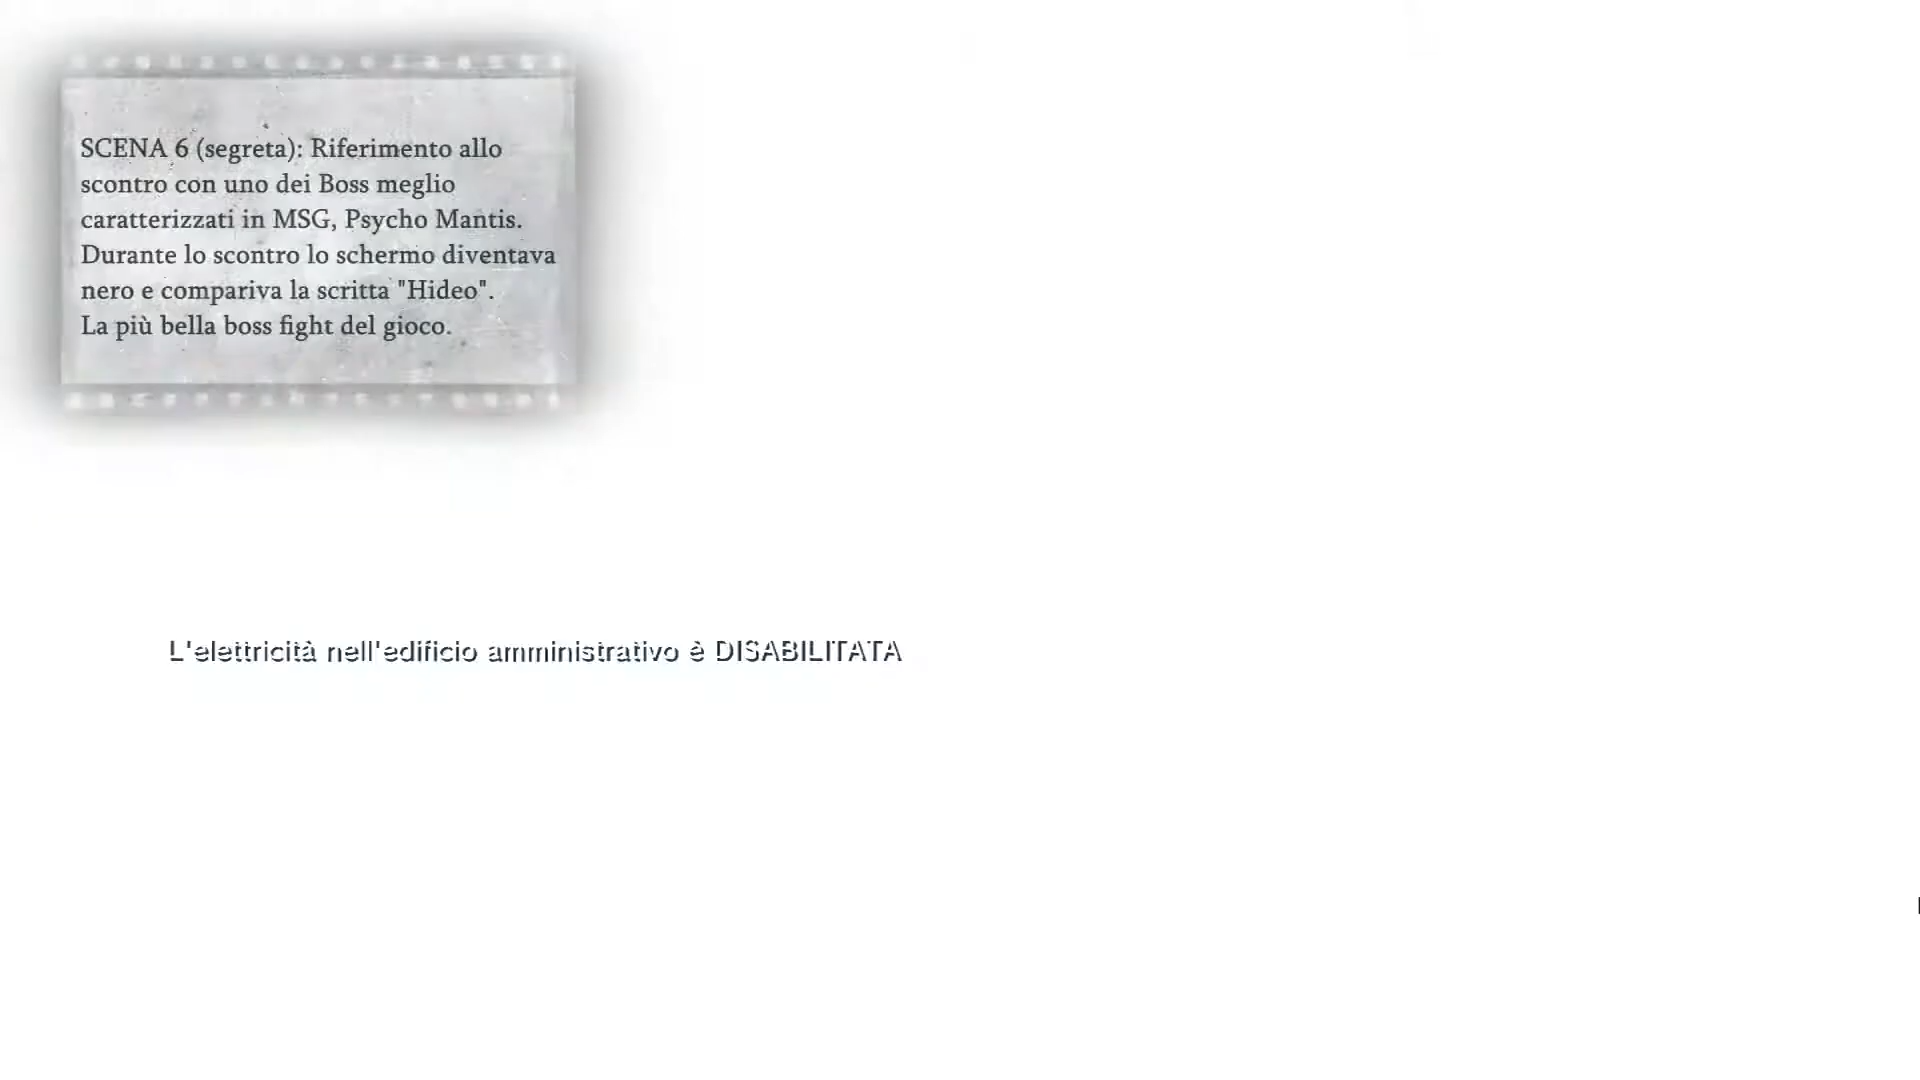 SCENA 6 (segreta): Riferimento allo
scontro con uno dei Boss meglio
caratterizzati in MSG, Psycho Mantis.
Durante lo scontro lo schermo diventava
nero e compariva la scritta "Hideo".
La più bella boss fight del gioco.
L'elettricità nell'edificio amministrativo è DISABILITATA